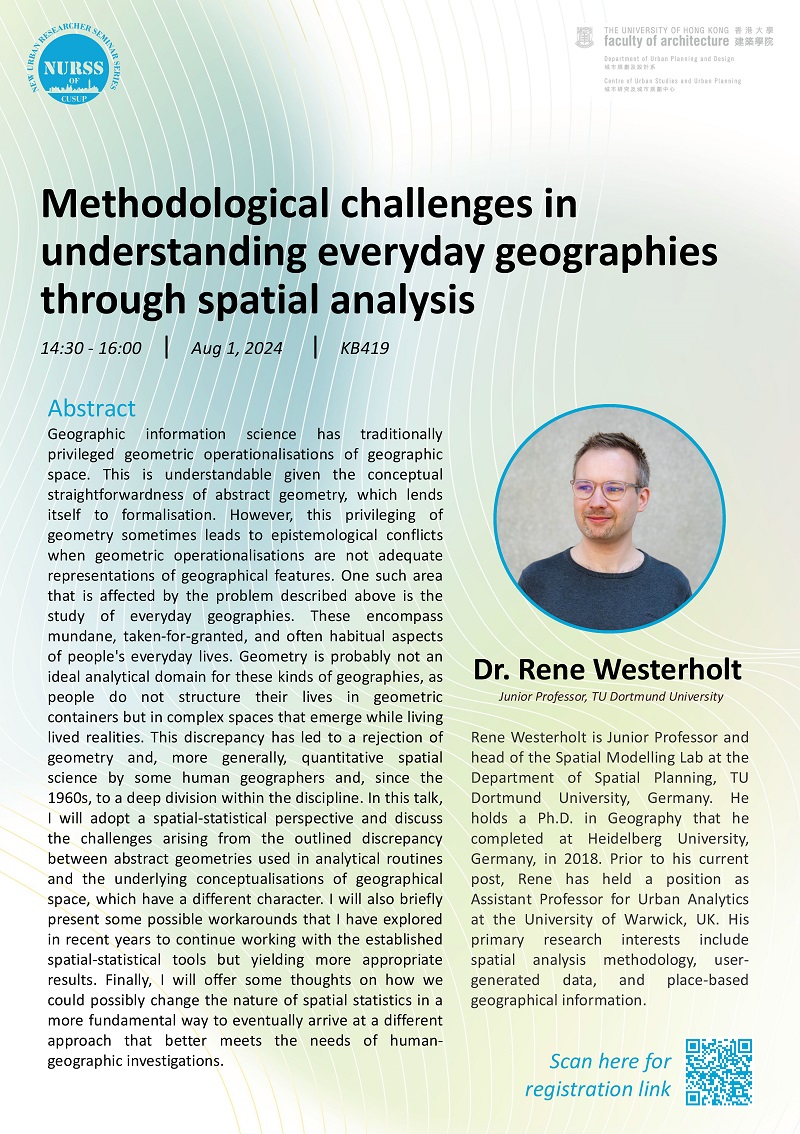 NEW URBAN RESEARCHER SEMINAR SERIES
NURSS
OF
CUSUP
THE UNIVERSITY OF HONG KONG 香港大學
faculty of architecture 建築學院
Department of Urban Planning and Design
城市規劃及設計系
Centre of Urban Studies and Urban Planning
城市研究及城市規劃中心
Methodological challenges in
understanding everyday geographies
through spatial analysis
14:30 - 16:00 | Aug 1, 2024 | KB419
Abstract
Geographic information science has traditionally
privileged geometric operationalisations of geographic
space. This is understandable given the conceptual
straightforwardness of abstract geometry, which lends
itself to formalisation. However, this privileging of
geometry sometimes leads to epistemological conflicts
when geometric operationalisations are not adequate
representations of geographical features. One such area
that is affected by the problem described above is the
study of everyday geographies. These encompass
mundane, taken-for-granted, and often habitual aspects
of people's everyday lives. Geometry is probably not an
ideal analytical domain for these kinds of geographies, as
people do not structure their lives in geometric
containers but in complex spaces that emerge while living
lived realities. This discrepancy has led to a rejection of
geometry and, more generally, quantitative spatial
science by some human geographers and, since the
1960s, to a deep division within the discipline. In this talk,
I will adopt a spatial-statistical perspective and discuss
the challenges arising from the outlined discrepancy
between abstract geometries used in analytical routines
and the underlying conceptualisations of geographical
space, which have a different character. I will also briefly
present some possible workarounds that I have explored
in recent years to continue working with the established
spatial-statistical tools but yielding more appropriate
results. Finally, I will offer some thoughts on how we
could possibly change the nature of spatial statistics in a
more fundamental way to eventually arrive at a different
approach that better meets the needs of human-
geographic investigations.
Dr. Rene Westerholt
Junior Professor, TU Dortmund University
Rene Westerholt is Junior Professor and
head of the Spatial Modelling Lab at the
Department of Spatial Planning, TU
Dortmund University, Germany. He
holds a Ph.D. in Geography that he
completed at Heidelberg University,
Germany, in 2018. Prior to his current
post, Rene has held a position as
Assistant Professor for Urban Analytics
at the University of Warwick, UK. His
primary research interests include
spatial analysis methodology, user-
generated data, and place-based
geographical information.
Scan here for
registration link